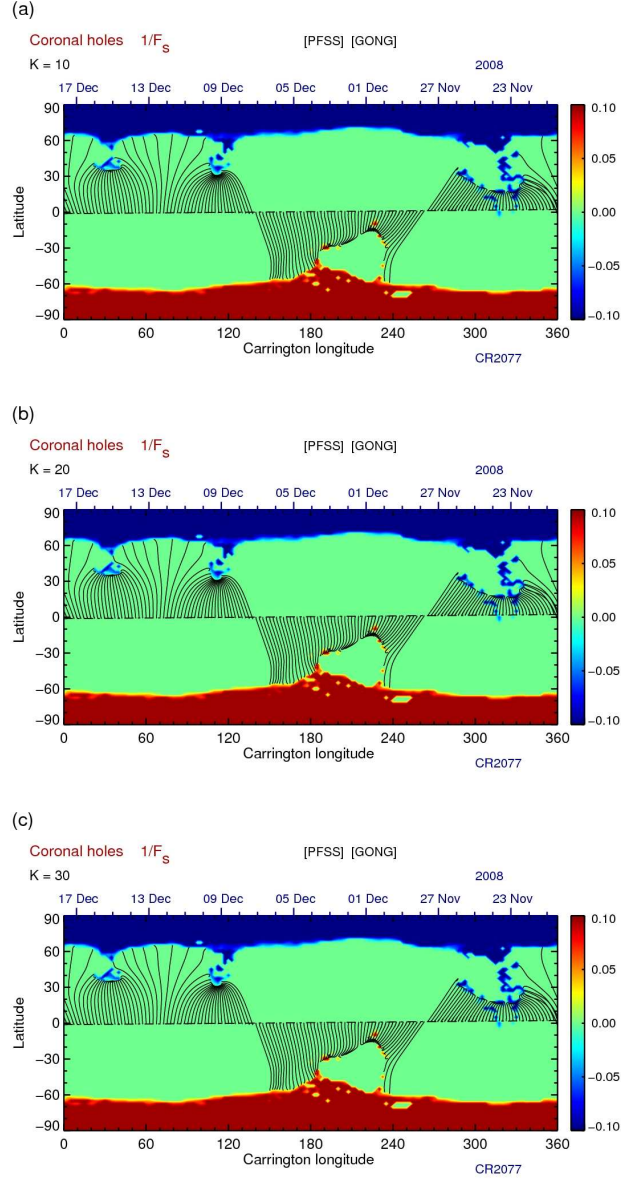 (a)
Coronal holes 1/Fs [PFSS] [GONG]
K = 10 2008
17 Dec 13 Dec 09 Dec 05 Dec 01 Dec 27 Nov 23 Nov
90
60
30
0
−30
−60
−90
Latitude
0 60 120 180 240 300 360
Carrington longitude
CR2077
0.10
0.05
0.00
−0.05
−0.10
(b)
Coronal holes 1/Fs [PFSS] [GONG]
K = 20 2008
17 Dec 13 Dec 09 Dec 05 Dec 01 Dec 27 Nov 23 Nov
90
60
30
0
−30
−60
−90
Latitude
0 60 120 180 240 300 360
Carrington longitude
CR2077
0.10
0.05
0.00
−0.05
−0.10
(c)
Coronal holes 1/Fs [PFSS] [GONG]
K = 30 2008
17 Dec 13 Dec 09 Dec 05 Dec 01 Dec 27 Nov 23 Nov
90
60
30
0
−30
−60
−90
Latitude
0 60 120 180 240 300 360
Carrington longitude
CR2077
0.10
0.05
0.00
−0.05
−0.10